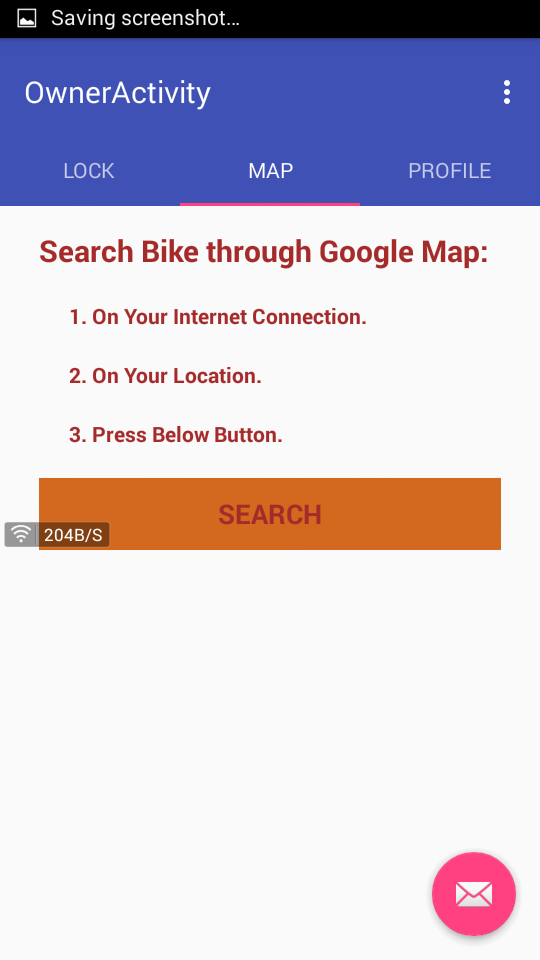 Saving screenshot...
OwnerActivity
LOCK
MAP
PROFILE
Search Bike through Google Map:
1. On Your Internet Connection.
2. On Your Location.
3. Press Below Button.
SEARCH
204B/S